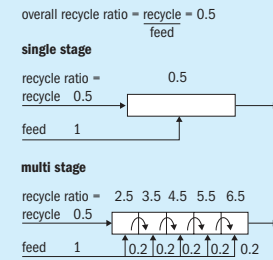 overall recycle ratio = recycle = 0.5
feed
single stage
recycle ratio = 0.5
recycle 0.5
feed 1
multi stage
recycle ratio = 2.5 3.5 4.5 5.5 6.5
recycle 0.5
feed 1 0.2 0.2 0.2 0.2 0.2